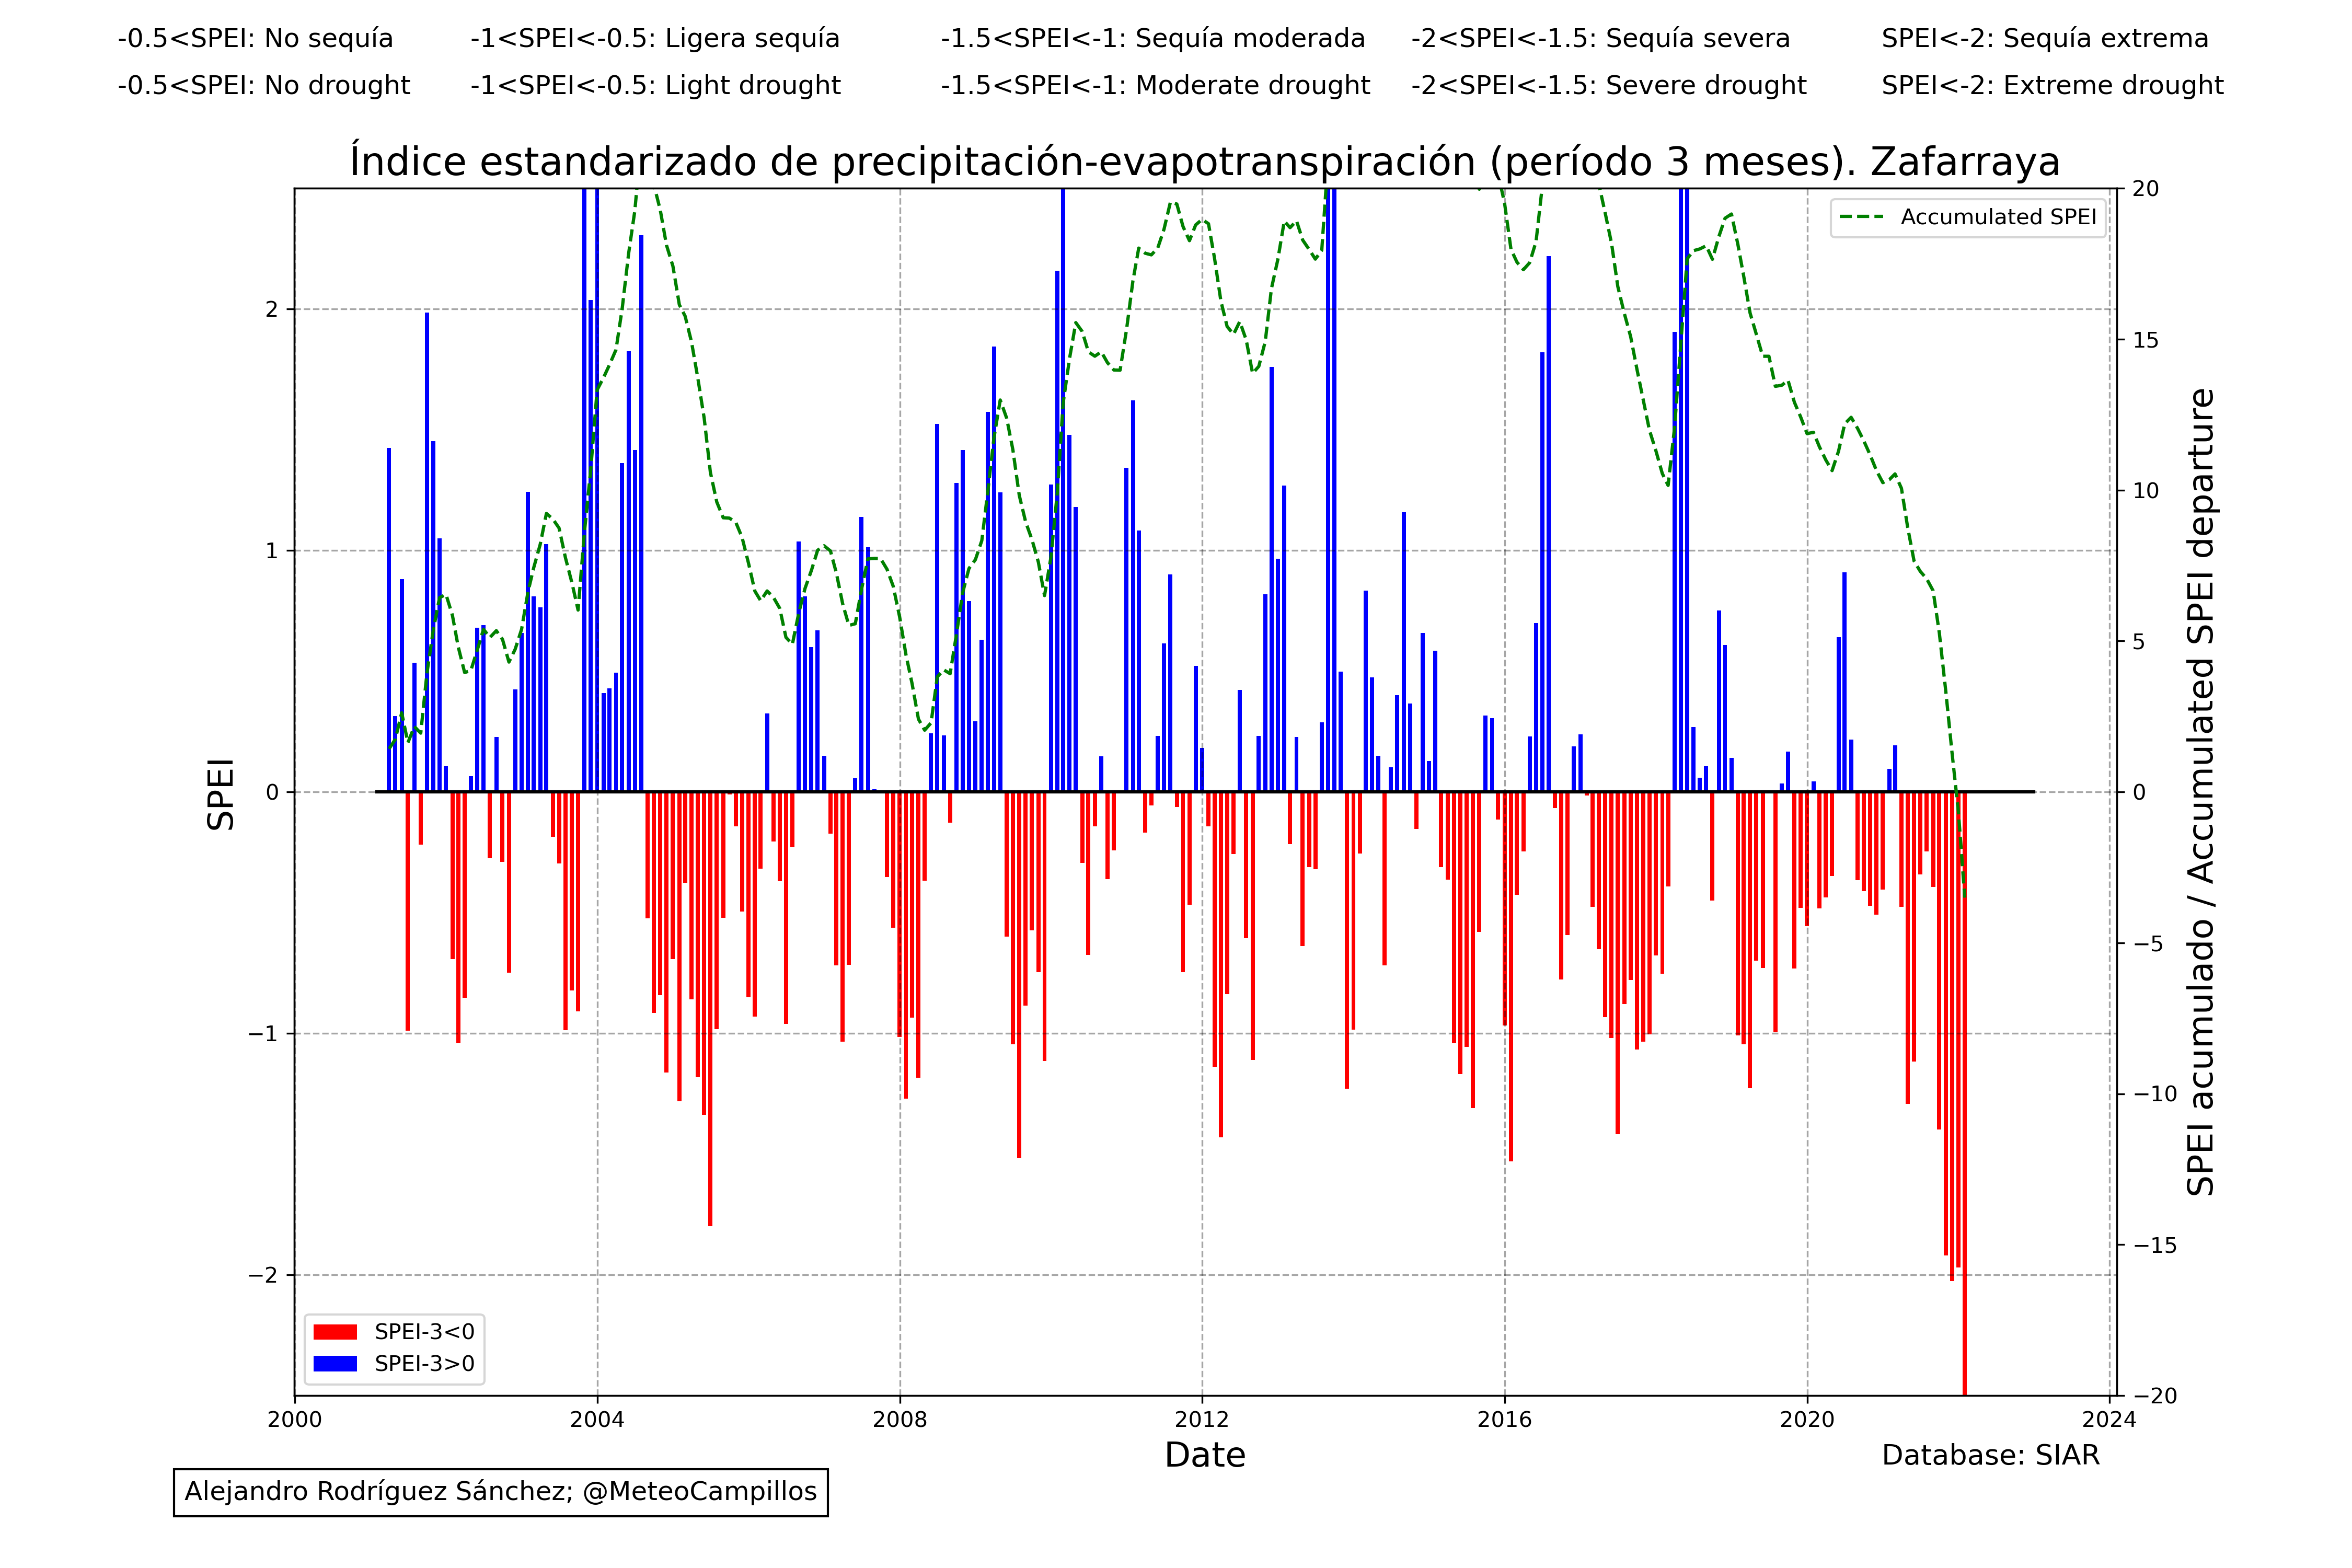 -0.5<SPEI: No sequía -1<SPEI<-0.5: Ligera sequía -1.5<SPEI<-1: Sequía moderada -2<SPEI<-1.5: Sequía severa SPEI<-2: Sequía extrema
-0.5<SPEI: No drought -1<SPEI<-0.5: Light drought -1.5<SPEI<-1: Moderate drought -2<SPEI<-1.5: Severe drought SPEI<-2: Extreme drought
Índice estandarizado de precipitación-evapotranspiración (período 3 meses). Zafarraya
SPEI
2
1
0
−1
−2
Accumulated SPEI
SPEI-3<0
SPEI-3>0
20
15
10
5
0
−5
−10
−15
−20
SPEI acumulado / Accumulated SPEI departure
2000 2004 2008 2012 2016 2020 2024
Date
Database: SIAR
Alejandro Rodríguez Sánchez; @MeteoCampillos